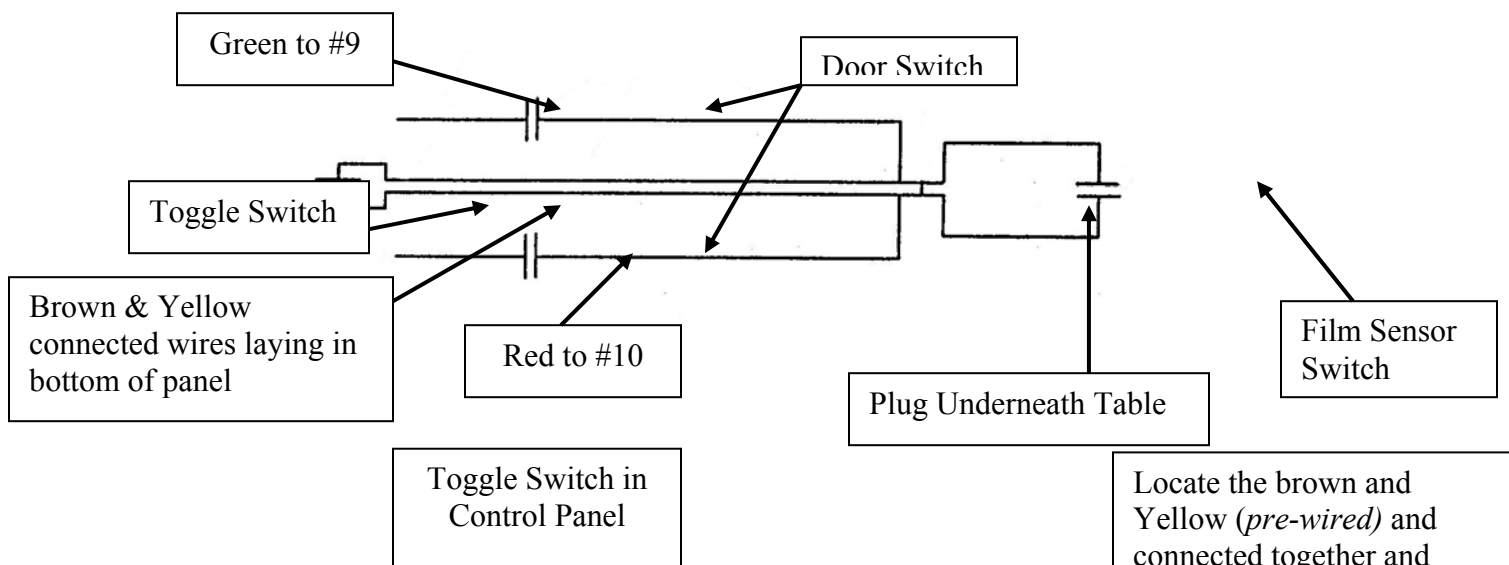 Green to #9
Door Switch
Toggle Switch
Brown & Yellow
connected wires laying in
bottom of panel
Red to #10
Film Sensor
Switch
Plug Underneath Table
Toggle Switch in
Control Panel
Locate the brown and
Yellow (pre-wired) and
connected together and